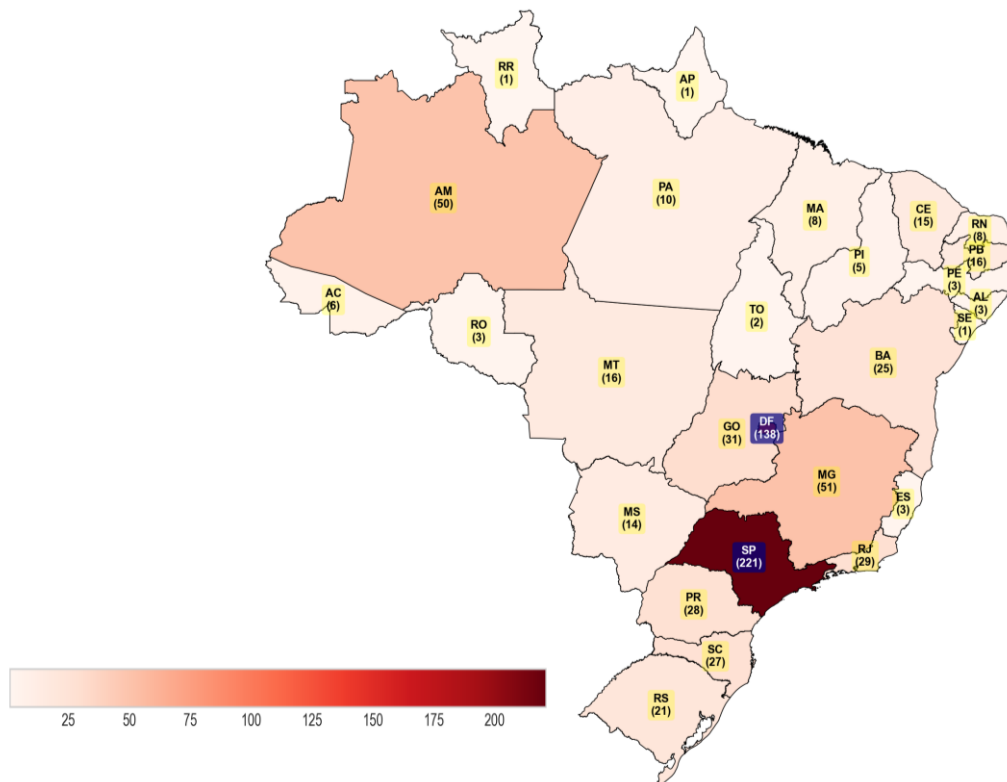 RR
(1)
AP
(1)
AM
(50)
PA
(10)
MA
(8)
CE
(15)
RN
(8)
PB
(16)
PI
(5)
PE
(3)
AL
(3)
SE
(1)
AC
(6)
RO
(3)
TO
(2)
BA
(25)
MT
(16)
GO
(31)
DF
(138)
MG
(51)
ES
(3)
MS
(14)
SP
(221)
RJ
(29)
PR
(28)
SC
(27)
RS
(21)
25 50 75 100 125 150 175 200